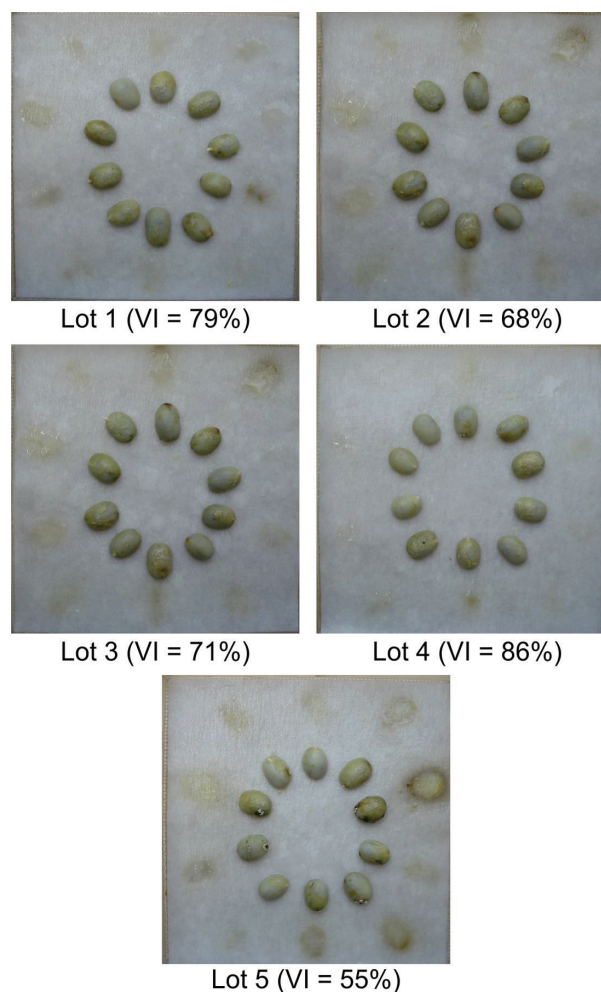 Lot 1 (VI = 79%)
Lot 2 (VI = 68%)
Lot 3 (VI = 71%)
Lot 4 (VI = 86%)
Lot 5 (VI = 55%)